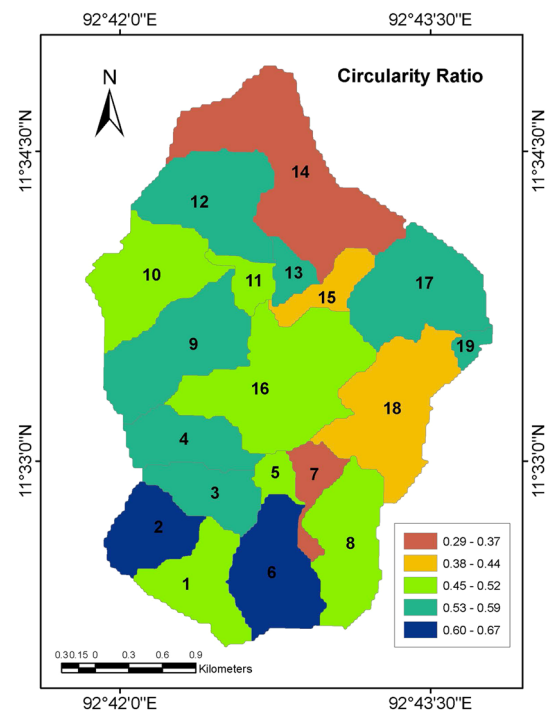 92°42'0"E 92°43'30"E
N
Circularity Ratio
11°34'30"N 11°34'30"N
14
12
13
10
11
17
15
9
19
16
18
4
5
7
3
2
8
6
1
11°33'0"N 11°33'0"N
0.29 - 0.37
0.38 - 0.44
0.45 - 0.52
0.53 - 0.59
0.60 - 0.67
0.30.15 0 0.3 0.6 0.9
Kilometers
92°42'0"E 92°43'30"E